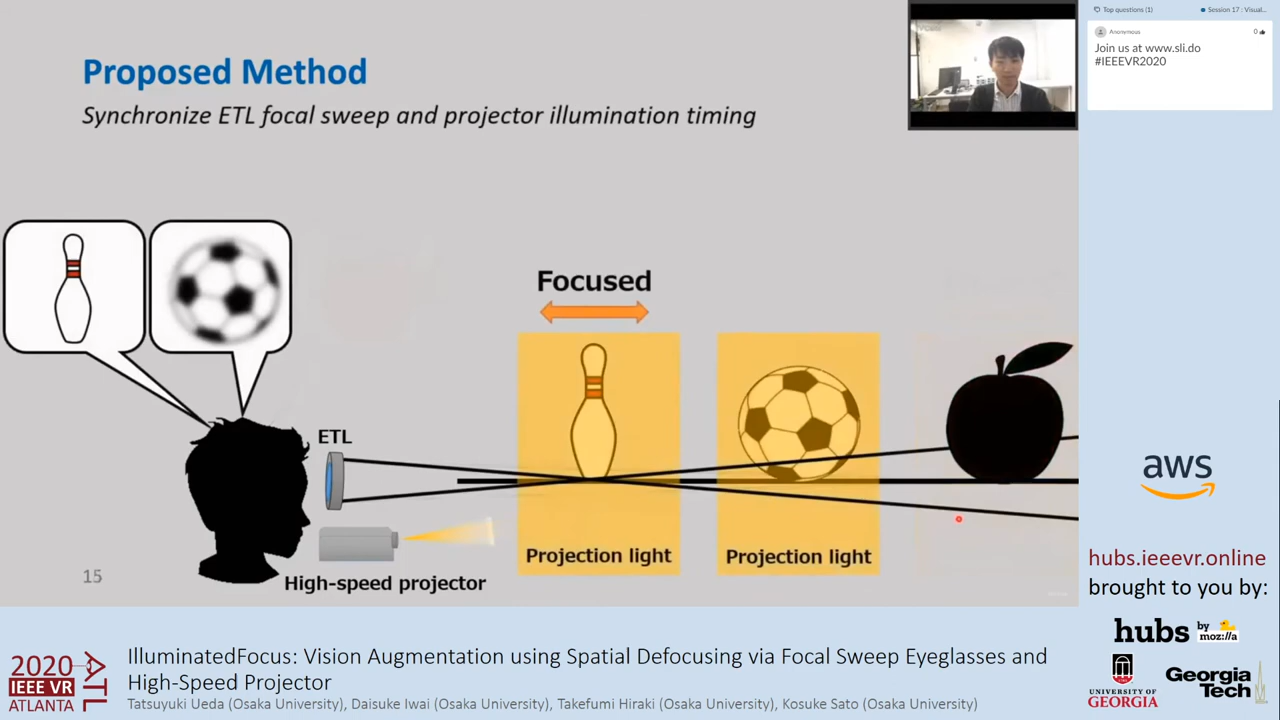 Proposed Method
Synchronize ETL focal sweep and projector illumination timing
Focused
ETL
Projection light
Projection light
High-speed projector
15
Top questions (1)
Session 17 : Visual...
Anonymous
0
Join us at www.sli.do
#IEEEVR2020
aws
hubs.ieeevr.online
brought to you by:
hubs by moz://a
UNIVERSITY OF
GEORGIA
Georgia
Tech
2020
IEEE VR
ATLANTA
ATL
IlluminatedFocus: Vision Augmentation using Spatial Defocusing via Focal Sweep Eyeglasses and
High-Speed Projector
Tatsuyuki Ueda (Osaka University), Daisuke Iwai (Osaka University), Takefumi Hiraki (Osaka University), Kosuke Sato (Osaka University)